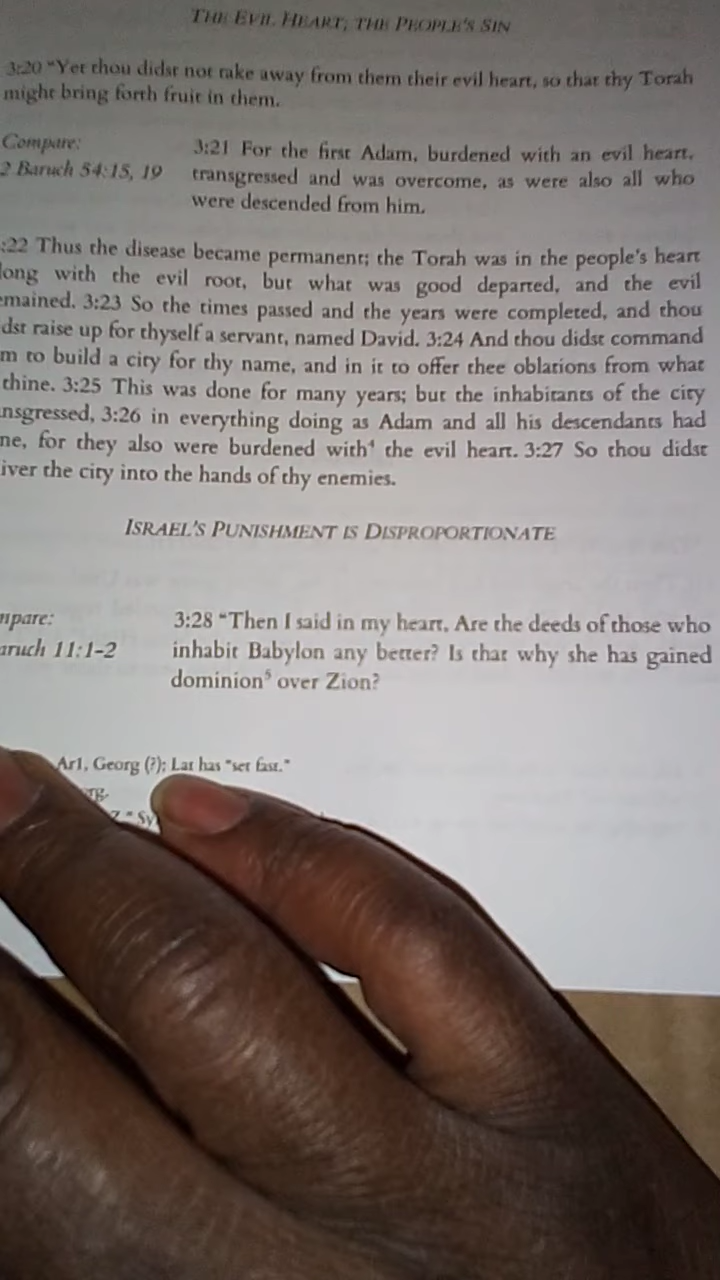 THE EVIL HEART; THE PEOPLE'S SIN
3:20 "Yet thou didst not take away from them their evil heart, so that thy Torah
might bring forth fruit in them.
Compare:
2 Baruch 54:15, 19
3:21 For the first Adam, burdened with an evil heart,
transgressed and was overcome, as were also all who
were descended from him.
:22 Thus the disease became permanent; the Torah was in the people's heart
long with the evil root, but what was good departed, and the evil
emained. 3:23 So the times passed and the years were completed, and thou
dst raise up for thyself a servant, named David. 3:24 And thou didst command
m to build a city for thy name, and in it to offer thee oblations from what
thine. 3:25 This was done for many years; but the inhabitants of the city
nsgressed, 3:26 in everything doing as Adam and all his descendants had
ne, for they also were burdened with⁴ the evil heart. 3:27 So thou didst
iver the city into the hands of thy enemies.
ISRAEL'S PUNISHMENT IS DISPROPORTIONATE
mpare:
aruch 11:1-2
3:28 "Then I said in my heart, Are the deeds of those who
inhabit Babylon any better? Is that why she has gained
dominion⁵ over Zion?
Ar1, Georg (?); Lat has "set fast."
rg.